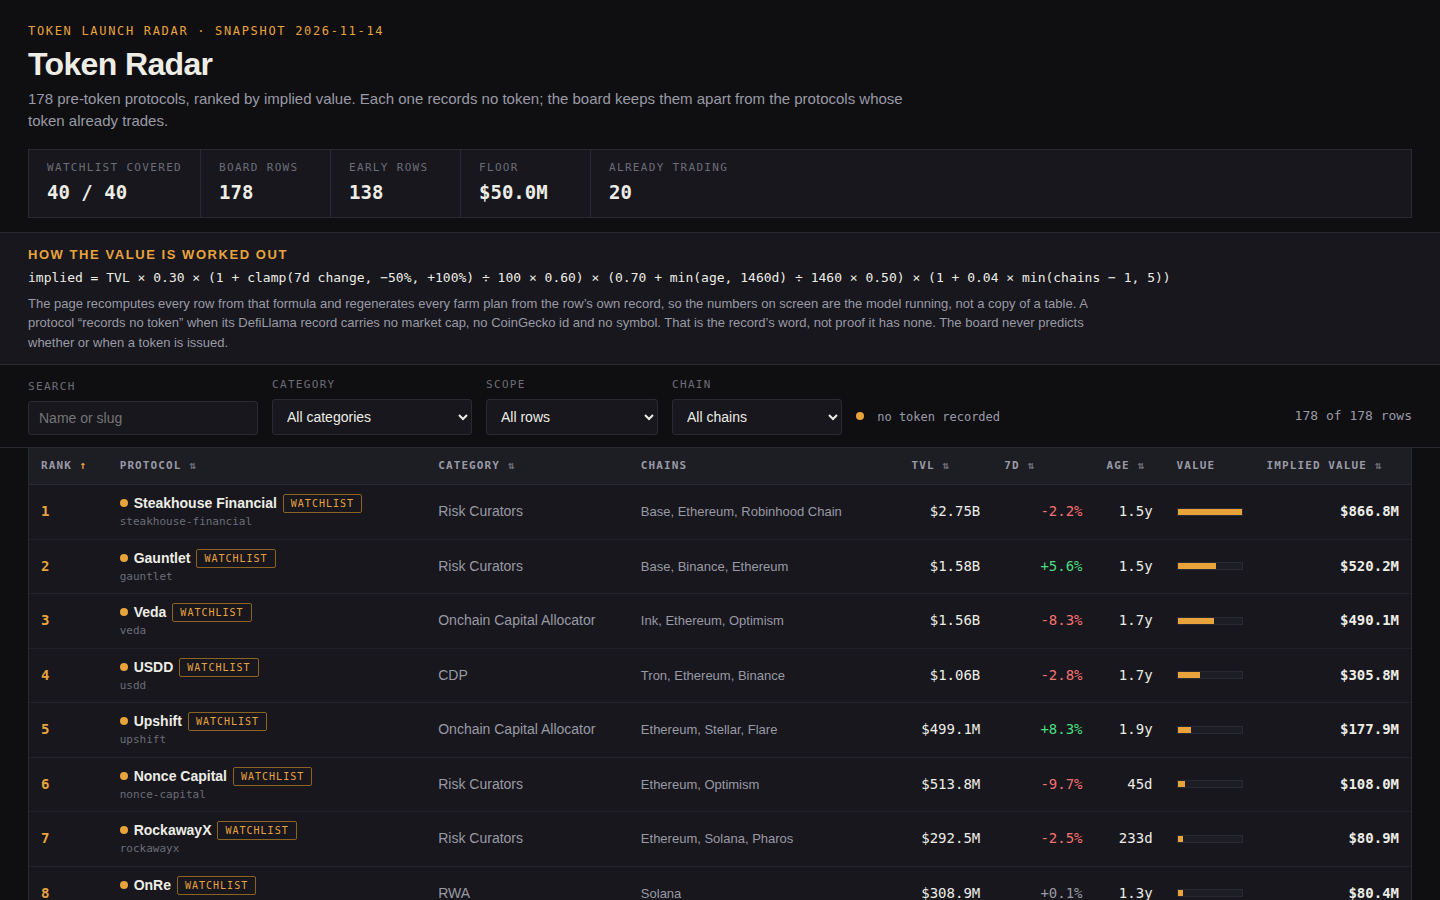 TOKEN LAUNCH RADAR · SNAPSHOT 2026-11-14
Token Radar
178 pre-token protocols, ranked by implied value. Each one records no token; the board keeps them apart from the protocols whose
token already trades.
WATCHLIST COVERED BOARD ROWS EARLY ROWS FLOOR ALREADY TRADING
40 / 40 178 138 $50.0M 20
HOW THE VALUE IS WORKED OUT
implied = TVL × 0.30 × (1 + clamp(7d change, −50%, +100%) ÷ 100 × 0.60) × (0.70 + min(age, 1460d) ÷ 1460 × 0.50) × (1 + 0.04 × min(chains − 1, 5))
The page recomputes every row from that formula and regenerates every farm plan from the row’s own record, so the numbers on screen are the model running, not a copy of a table. A
protocol “records no token” when its DefiLlama record carries no market cap, no CoinGecko id and no symbol. That is the record’s word, not proof it has none. The board never predicts
whether or when a token is issued.
SEARCH CATEGORY SCOPE CHAIN
Name or slug All categories All rows All chains no token recorded 178 of 178 rows
RANK ↑ PROTOCOL ⇅ CATEGORY ⇅ CHAINS TVL ⇅ 7D ⇅ AGE ⇅ VALUE IMPLIED VALUE ⇅
1 Steakhouse Financial WATCHLIST Risk Curators Base, Ethereum, Robinhood Chain $2.75B -2.2% 1.5y $866.8M
steakhouse-financial
2 Gauntlet WATCHLIST Risk Curators Base, Binance, Ethereum $1.58B +5.6% 1.5y $520.2M
gauntlet
3 Veda WATCHLIST Onchain Capital Allocator Ink, Ethereum, Optimism $1.56B -8.3% 1.7y $490.1M
veda
4 USDD WATCHLIST CDP Tron, Ethereum, Binance $1.06B -2.8% 1.7y $305.8M
usdd
5 Upshift WATCHLIST Onchain Capital Allocator Ethereum, Stellar, Flare $499.1M +8.3% 1.9y $177.9M
upshift
6 Nonce Capital WATCHLIST Risk Curators Ethereum, Optimism $513.8M -9.7% 45d $108.0M
nonce-capital
7 RockawayX WATCHLIST Risk Curators Ethereum, Solana, Pharos $292.5M -2.5% 233d $80.9M
rockawayx
8 OnRe WATCHLIST RWA Solana $308.9M +0.1% 1.3y $80.4M